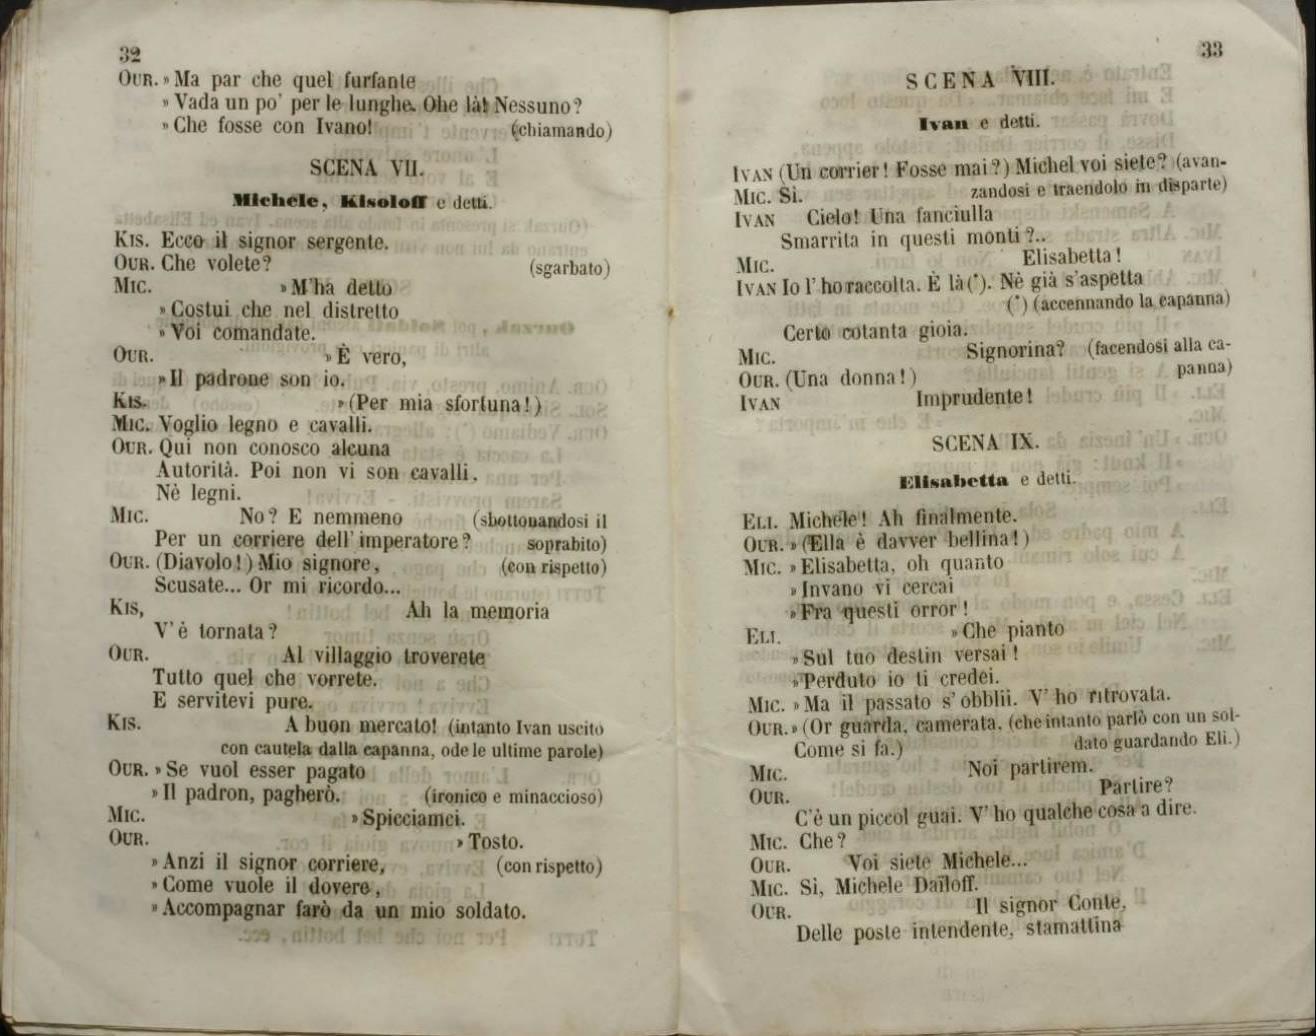 32
OUR. » Ma par che quel furfante
» Vada un po' per le lunghe. Ohe là! Nessuno?
» Che fosse con Ivano! (chiamando)
SCENA VII.
Michele, Kisoloff e detti.
KIS. Ecco il signor sergente.
OUR. Che volete? (sgarbato)
MIC. » M'ha detto
» Costui che nel distretto
» Voi comandate.
OUR. » È vero,
» Il padrone son io.
KIS. » (Per mia sfortuna!)
MIC. Voglio legno e cavalli.
OUR. Qui non conosco alcuna
Autorità. Poi non vi son cavalli,
Nè legni.
MIC. No? E nemmeno (sbottonandosi il
Per un corriere dell'imperatore? soprabito)
OUR. (Diavolo!) Mio signore, (con rispetto)
Scusate... Or mi ricordo...
KIS, Ah la memoria
V'è tornata?
OUR. Al villaggio troverete
Tutto quel che vorrete.
E servitevi pure.
KIS. A buon mercato! (intanto Ivan uscito
con cautela dalla capanna, ode le ultime parole)
OUR. » Se vuol esser pagato
» Il padron, pagherò. (ironico e minaccioso)
MIC. » Spicciamci.
OUR. » Tosto.
» Anzi il signor corriere, (con rispetto)
» Come vuole il dovere,
» Accompagnar farò da un mio soldato.
33
SCENA VIII.
Ivan e detti.
IVAN (Un corrier! Fosse mai?) Michel voi siete? (avan-
MIC. Sì. zandosi e traendolo in disparte)
IVAN Cielo! Una fanciulla
Smarrita in questi monti?..
MIC. Elisabetta!
IVAN Io l'ho raccolta. È là (*). Nè già s'aspetta
(*) (accennando la capanna)
Certo cotanta gioia.
MIC. Signorina? (facendosi alla ca-
OUR. (Una donna!) panna)
IVAN Imprudente!
SCENA IX.
Elisabetta e detti.
ELI. Michele! Ah finalmente.
OUR. » (Ella è davver bellina!)
MIC. » Elisabetta, oh quanto
» Invano vi cercai
» Fra questi orror!
ELI. » Che pianto
» Sul tuo destin versai!
» Perduto io ti credei.
MIC. » Ma il passato s'obblii. V'ho ritrovata.
OUR. » (Or guarda, camerata, (che intanto parlò con un sol-
Come si fa.) dato guardando Eli.)
MIC. Noi partirem.
OUR. Partire?
C'è un piccol guai. V'ho qualche cosa a dire.
MIC. Che?
OUR. Voi siete Michele...
MIC. Sì, Michele Daïloff.
OUR. Il signor Conte,
Delle poste intendente, stamattina